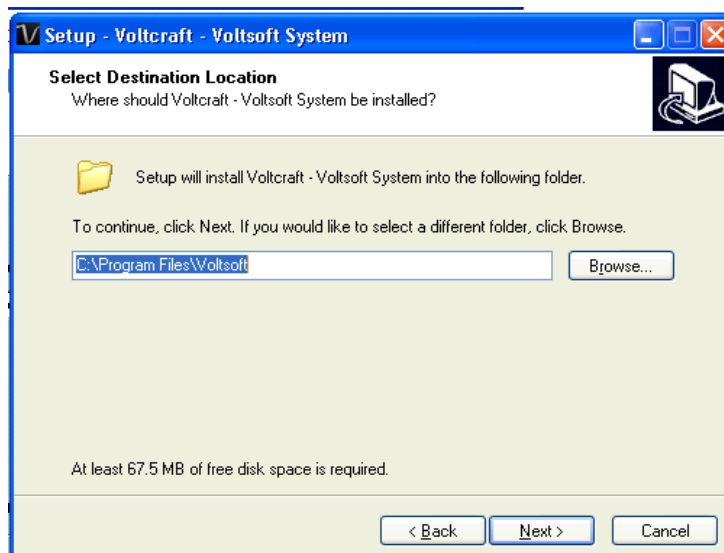 Setup - Voltcraft - Voltsoft System
Select Destination Location
Where should Voltcraft - Voltsoft System be installed?
Setup will install Voltcraft - Voltsoft System into the following folder.
To continue, click Next. If you would like to select a different folder, click Browse.
C:\Program Files\Voltsoft
Browse...
At least 67.5 MB of free disk space is required.
< Back Next > Cancel